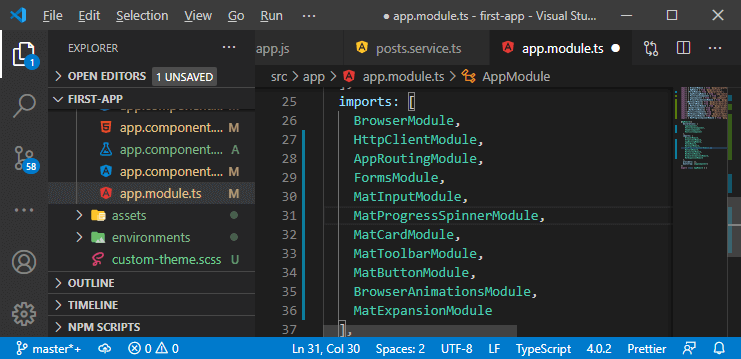 File Edit View Go Run ··· app.module.ts - first-app - Visual Stu...
EXPLORER ···
OPEN EDITORS 1 UNSAVED
FIRST-APP
app.component.... M
app.component.... A
app.component.... M
app.module.ts M
assets
environments
custom-theme.scss U
OUTLINE
TIMELINE
NPM SCRIPTS
1
58
app.js posts.service.ts app.module.ts ● ···
src > app > app.module.ts > AppModule
25 imports: [
26 BrowserModule,
27 HttpClientModule,
28 AppRoutingModule,
29 FormsModule,
30 MatInputModule,
31 MatProgressSpinnerModule,
32 MatCardModule,
33 MatToolbarModule,
34 MatButtonModule,
35 BrowserAnimationsModule,
36 MatExpansionModule
37 ],
master*+ 0 0 Ln 31, Col 30 Spaces: 2 UTF-8 LF TypeScript 4.0.2 Prettier